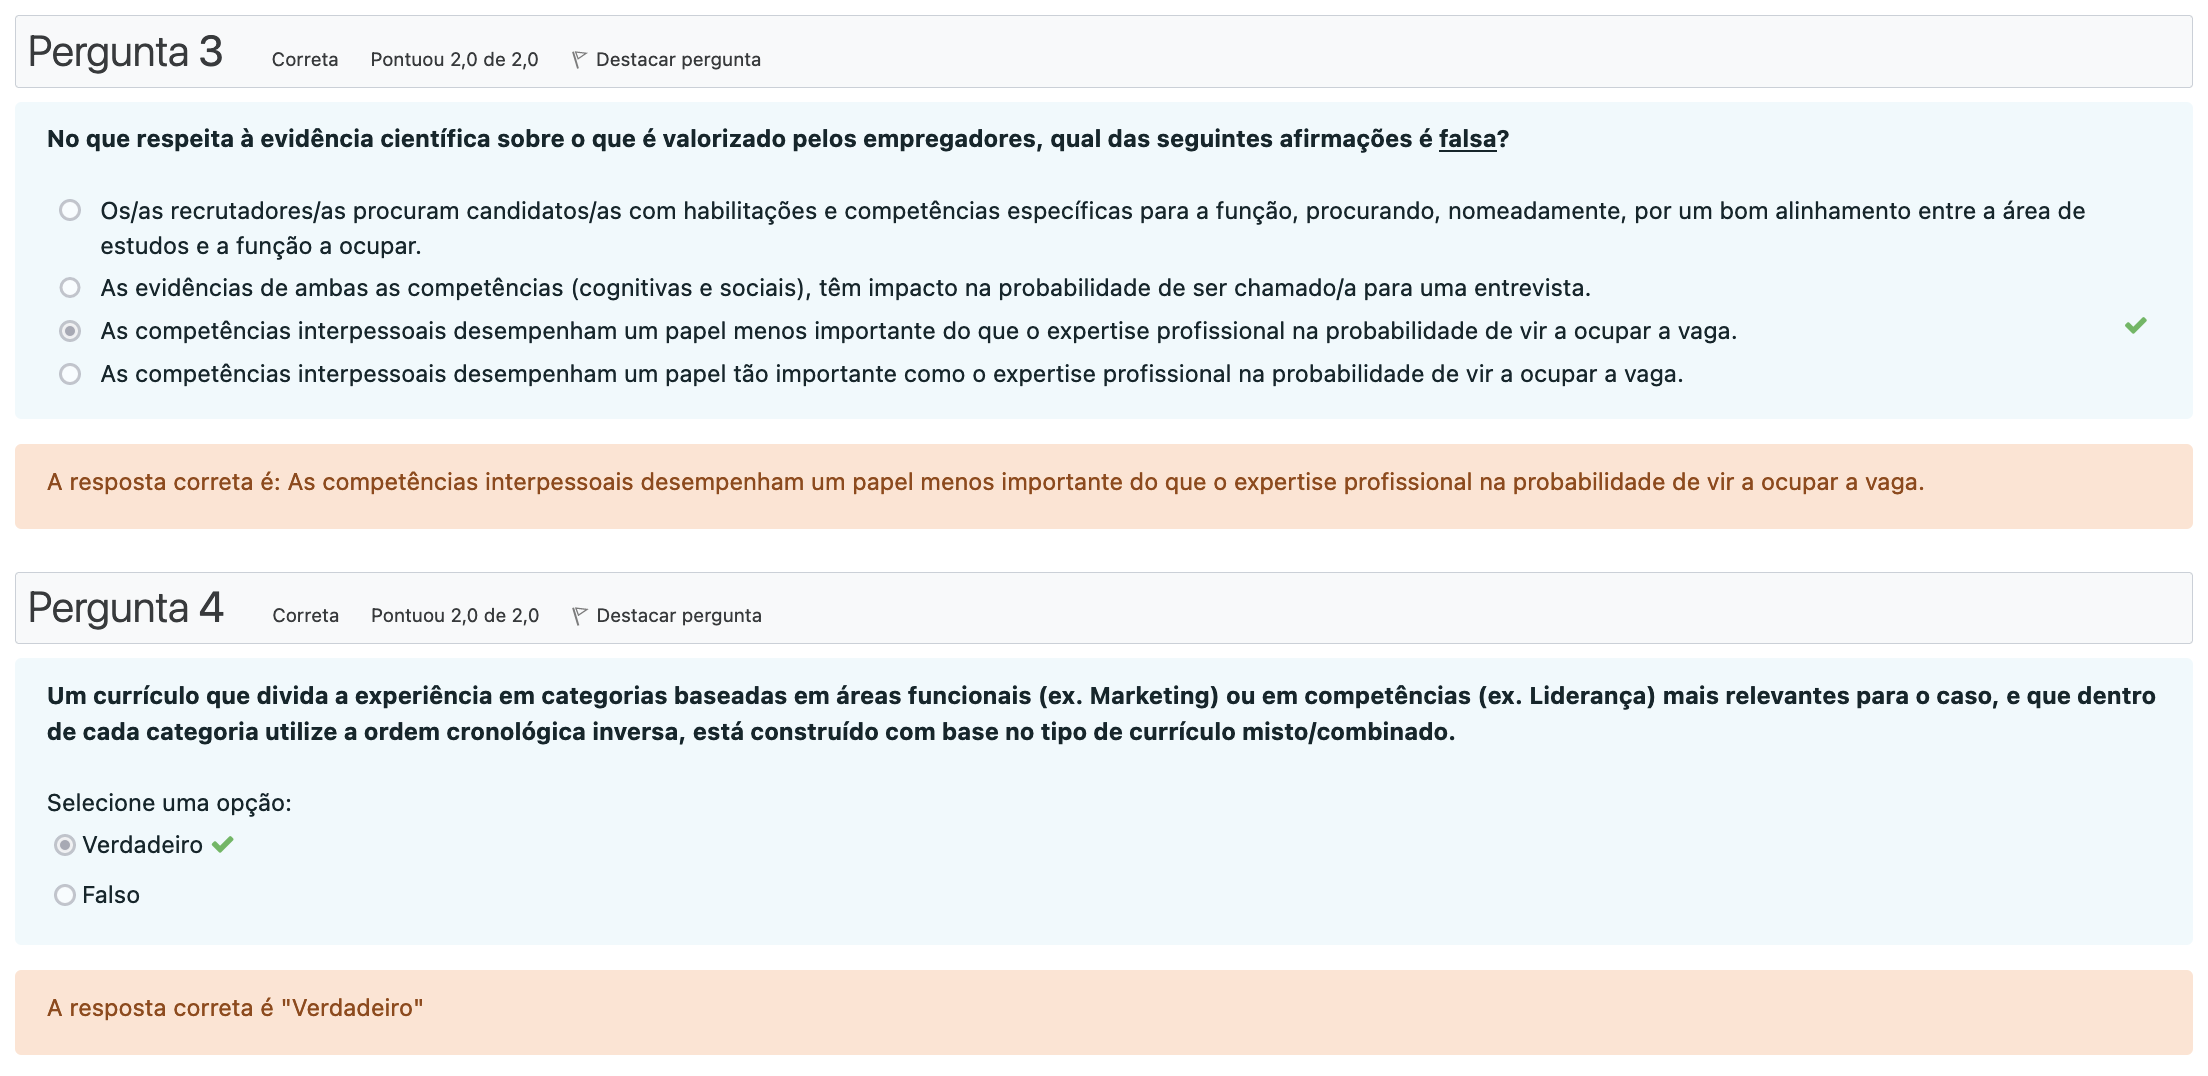 Pergunta 3 Correta Pontuou 2,0 de 2,0 Destacar pergunta
No que respeita à evidência científica sobre o que é valorizado pelos empregadores, qual das seguintes afirmações é falsa?
Os/as recrutadores/as procuram candidatos/as com habilitações e competências específicas para a função, procurando, nomeadamente, por um bom alinhamento entre a área de
estudos e a função a ocupar.
As evidências de ambas as competências (cognitivas e sociais), têm impacto na probabilidade de ser chamado/a para uma entrevista.
As competências interpessoais desempenham um papel menos importante do que o expertise profissional na probabilidade de vir a ocupar a vaga.
As competências interpessoais desempenham um papel tão importante como o expertise profissional na probabilidade de vir a ocupar a vaga.
A resposta correta é: As competências interpessoais desempenham um papel menos importante do que o expertise profissional na probabilidade de vir a ocupar a vaga.
Pergunta 4 Correta Pontuou 2,0 de 2,0 Destacar pergunta
Um currículo que divida a experiência em categorias baseadas em áreas funcionais (ex. Marketing) ou em competências (ex. Liderança) mais relevantes para o caso, e que dentro
de cada categoria utilize a ordem cronológica inversa, está construído com base no tipo de currículo misto/combinado.
Selecione uma opção:
Verdadeiro
Falso
A resposta correta é "Verdadeiro"